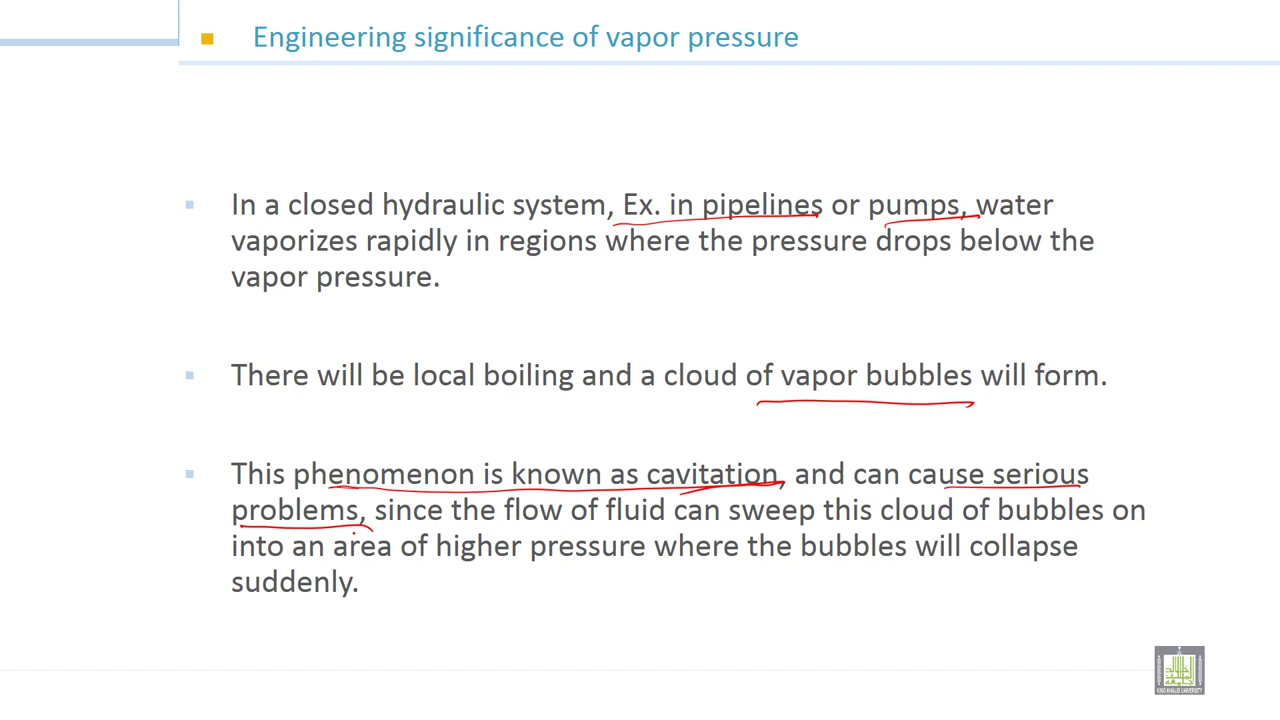 Engineering significance of vapor pressure
In a closed hydraulic system, Ex. in pipelines or pumps, water
vaporizes rapidly in regions where the pressure drops below the
vapor pressure.
There will be local boiling and a cloud of vapor bubbles will form.
This phenomenon is known as cavitation, and can cause serious
problems, since the flow of fluid can sweep this cloud of bubbles on
into an area of higher pressure where the bubbles will collapse
suddenly.
KING KHALID UNIVERSITY